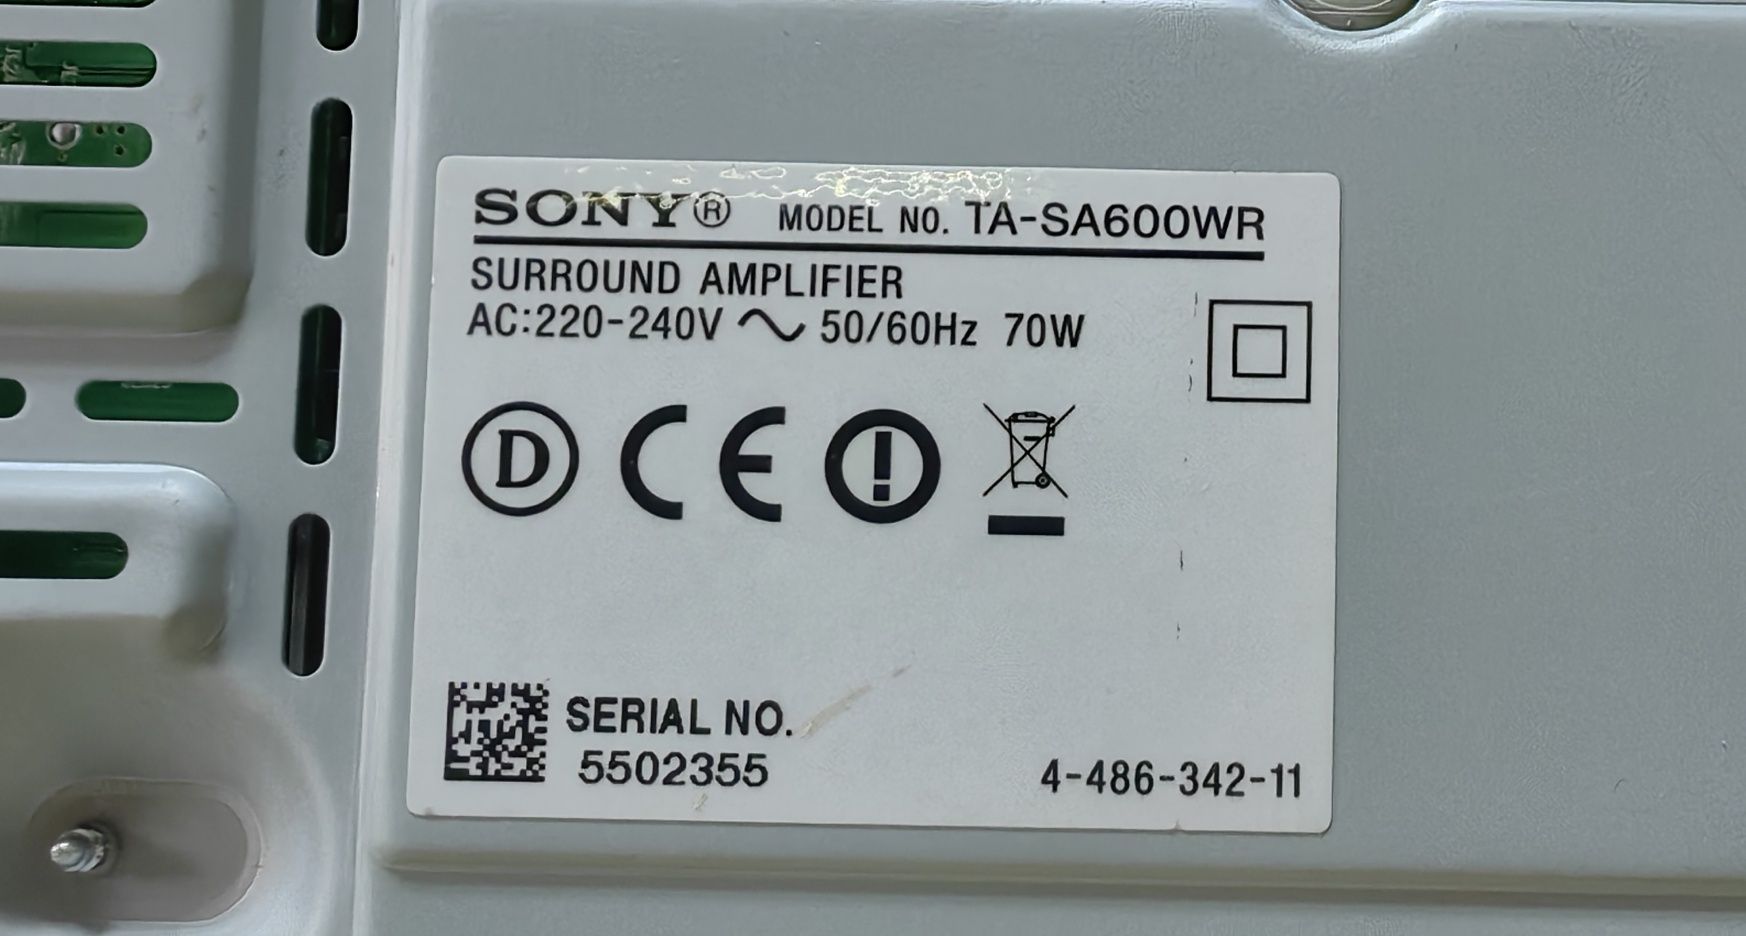 SONY® MODEL NO. TA-SA600WR
SURROUND AMPLIFIER
AC:220-240V ∿ 50/60Hz 70W
D CE !
SERIAL NO.
5502355
4-486-342-11